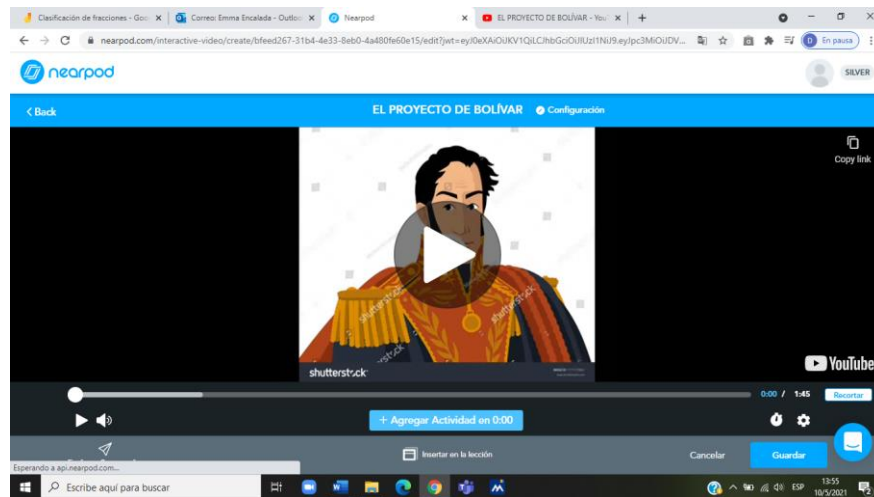 Clasificación de fracciones - Goo
Correo: Emma Encalada - Outloo
Nearpod
EL PROYECTO DE BOLÍVAR - You
nearpod.com/interactive-video/create/bfeed267-31b4-4e33-8eb0-4a480fe60e15/edit?jwt=eyJ0eXAiOiJKV1QiLCJhbGciOiJIUzI1NiJ9.eyJpc3MiOiJDV...
En pausa
nearpod
SILVER
< Back
EL PROYECTO DE BOLÍVAR
Configuración
Copy link
shutterstock
shutterstock
shutterstock
shutterstock
YouTube
0:00 / 1:45
Recortar
+ Agregar Actividad en 0:00
Insertar en la lección
Cancelar
Guardar
Esperando a api.nearpod.com...
Escribe aquí para buscar
ESP
13:55
10/5/2021